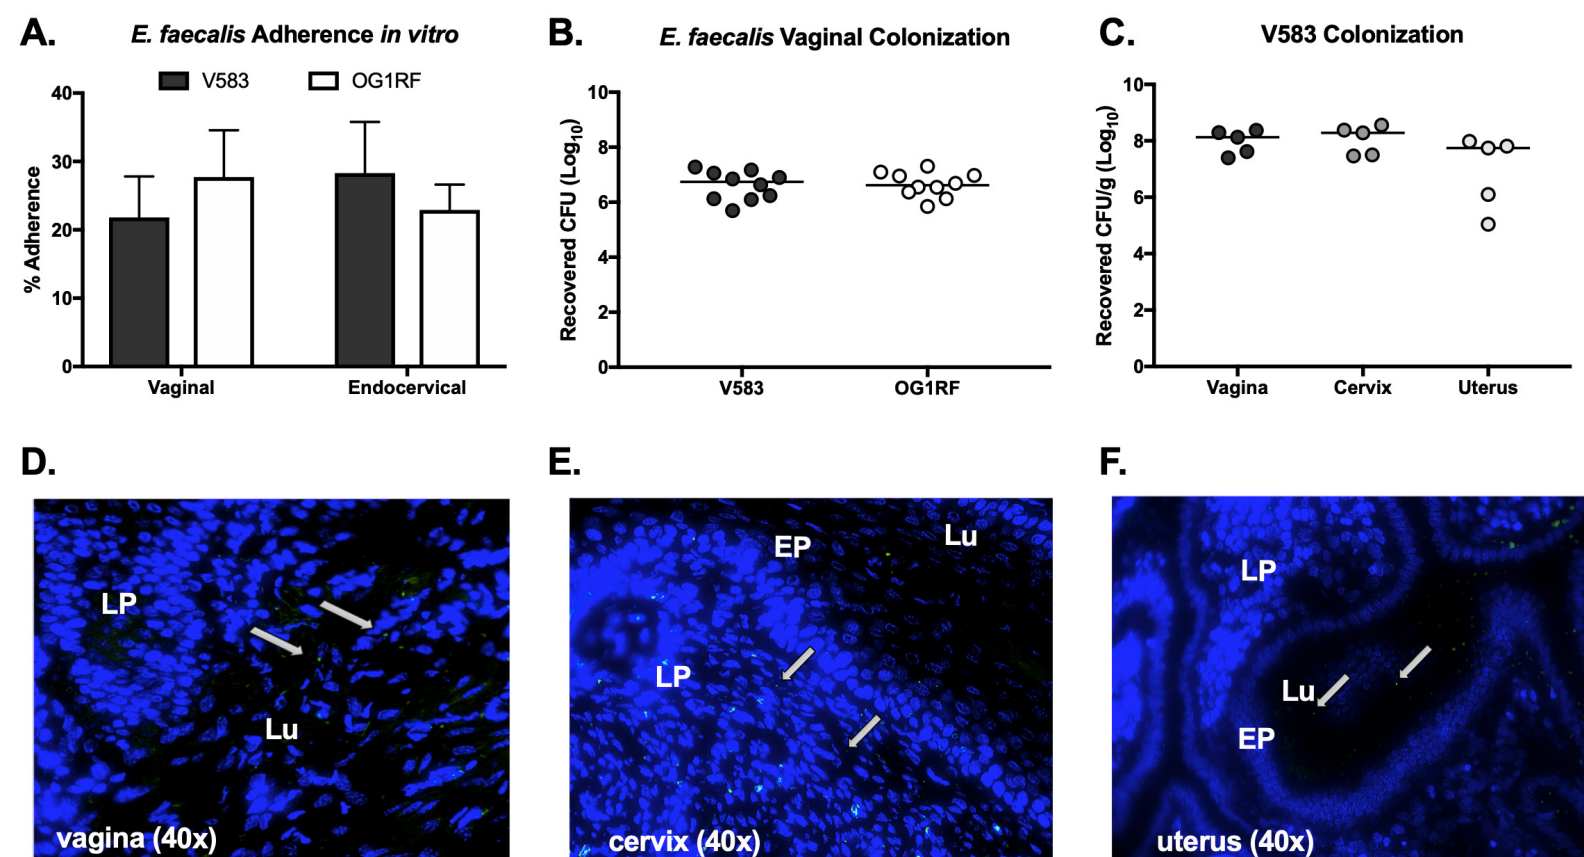 A.
E. faecalis Adherence in vitro
V583
OG1RF
% Adherence
40
30
20
10
0
Vaginal
Endocervical
B.
E. faecalis Vaginal Colonization
Recovered CFU (Log10)
10
8
6
4
2
0
V583
OG1RF
C.
V583 Colonization
Recovered CFU/g (Log10)
10
8
6
4
2
0
Vagina
Cervix
Uterus
D.
LP
Lu
vagina (40x)
E.
EP
Lu
LP
cervix (40x)
F.
LP
Lu
EP
uterus (40x)